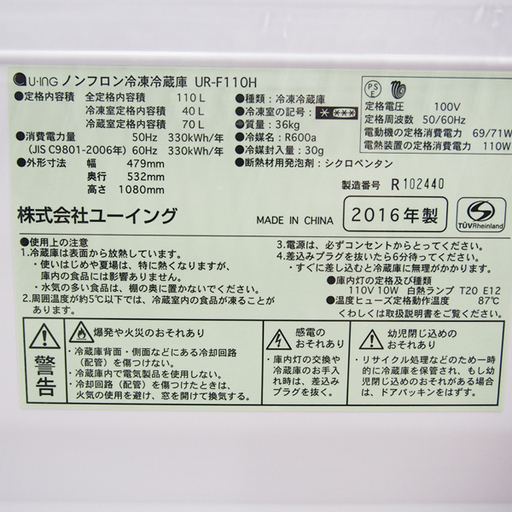 U·ING ノンフロン冷凍冷蔵庫 UR-F110H
●定格内容積 全定格内容積 110L
冷凍室定格内容積 40L
冷蔵室定格内容積 70L
●消費電力量 50Hz 330kWh/年
(JIS C9801-2006年) 60Hz 330kWh/年
●外形寸法 幅 479mm
奥行 532mm
高さ 1080mm
●種類：冷凍冷蔵庫
●冷凍室の記号：
●質量：36kg
●冷媒：R600a
●冷媒封入量：30g
●断熱材用発泡剤：シクロペンタン
PSE
定格電圧： 100V
定格周波数：50/60Hz
電動機の定格消費電力： 69/71W
電熱装置の定格消費電力： 110W
製造番号 R102440
株式会社ユーイング
MADE IN CHINA
2016年製
TÜVRheinland
●使用上の注意
1.冷蔵庫は表面から放熱しています。
・使いはじめや夏場は、特に熱くなりますが、
庫内の食品には影響ありません。
・水気の多い食品は、棚の奥に置かないでください。
2.周囲温度が約5℃以下では、冷蔵室内の食品が凍ることが
あります。
3.電源は、必ずコンセントからとってください。
4.差込みプラグを抜いたら6分待ってください。
・すぐに差し込むと冷蔵庫に無理がかかります。
●庫内灯の定格及び種類
110V 10W 白熱ランプ T20 E12
●温度ヒューズ定格動作温度 87℃
くわしくは取扱説明書をごらんください。
警告
爆発や火災のおそれあり
・冷蔵庫背面・側面などにある冷却回路
（配管）を傷つけない。
・冷蔵庫内で電気製品を使用しない。
・冷却回路（配管）を傷つけたときは、
火気の使用を避け、窓を開けて換気する。
感電の
おそれあり
・庫内灯の交換や
冷蔵庫のお手入
れ時は、差込み
プラグを抜く。
幼児閉じ込めの
おそれあり
・リサイクル処理などのため一時
的に冷蔵庫を保管され、もし幼
児閉じ込めのおそれがある場合
は、ドアパッキンをはずす。